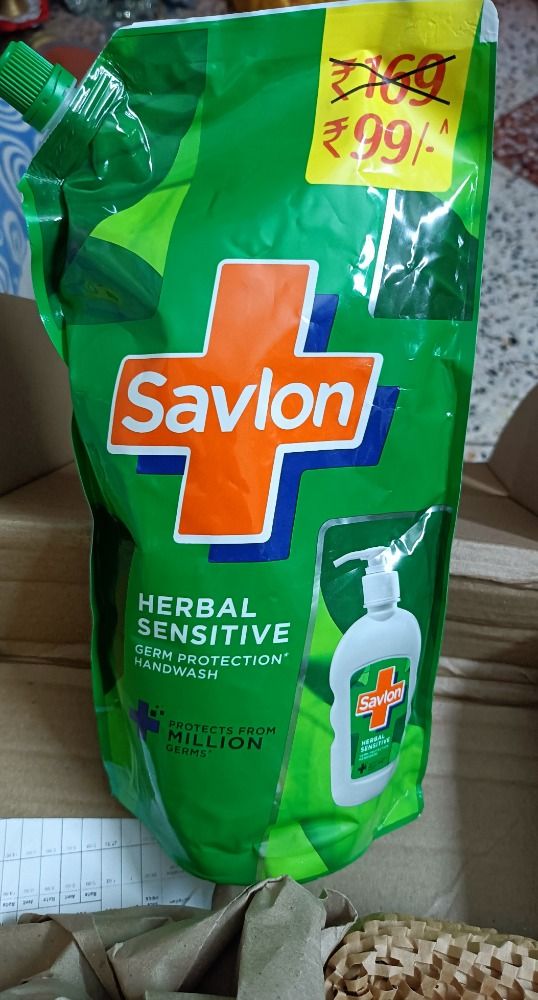 ₹169
₹99/-^
Savlon
HERBAL
SENSITIVE
GERM PROTECTION*
HANDWASH
PROTECTS FROM
MILLION
GERMS^
Savlon
HERBAL
SENSITIVE